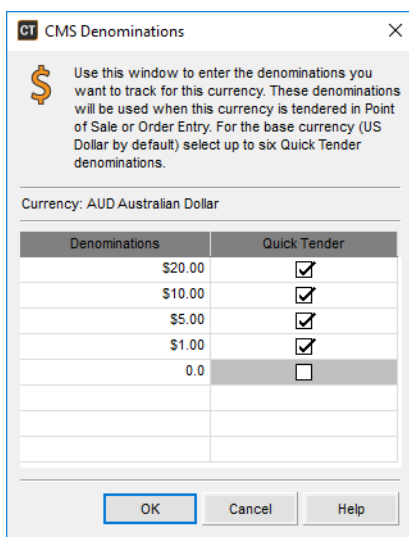 CT CMS Denominations
$ Use this window to enter the denominations you
want to track for this currency. These denominations
will be used when this currency is tendered in Point
of Sale or Order Entry. For the base currency (US
Dollar by default) select up to six Quick Tender
denominations.
Currency: AUD Australian Dollar
Denominations Quick Tender
$20.00
$10.00
$5.00
$1.00
0.0
OK Cancel Help